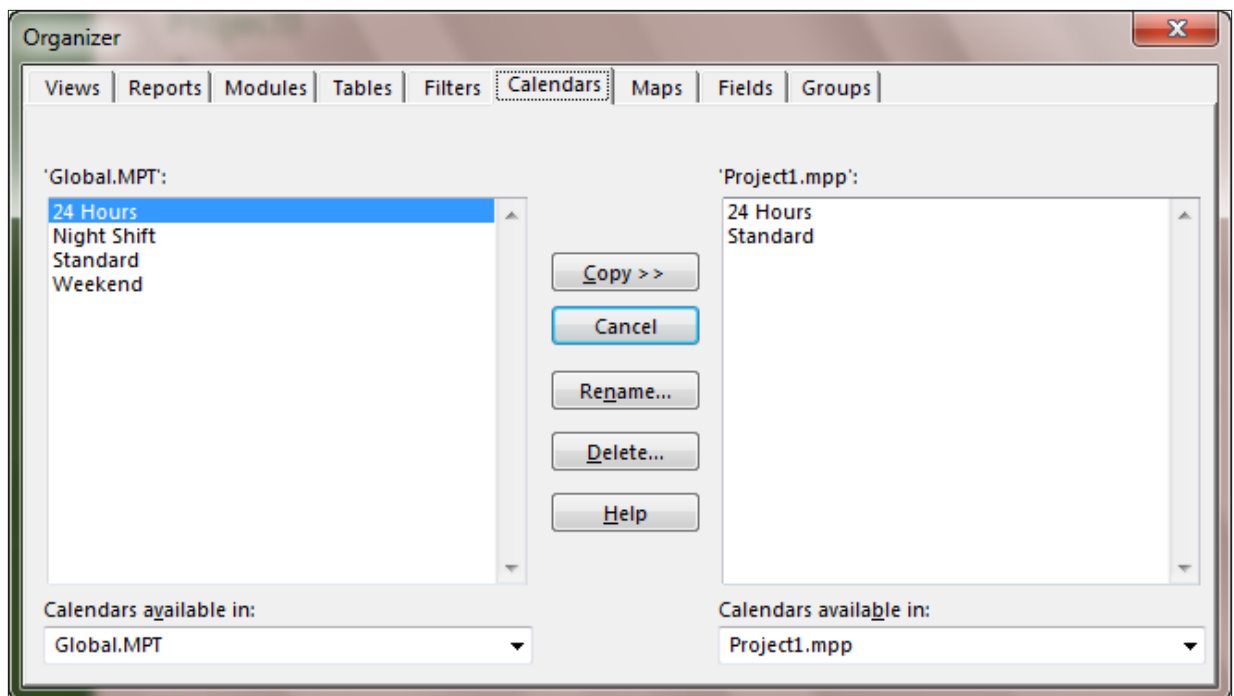 Organizer
Views Reports Modules Tables Filters Calendars Maps Fields Groups
'Global.MPT':
24 Hours
Night Shift
Standard
Weekend
Copy >>
Cancel
Rename...
Delete...
Help
'Project1.mpp':
24 Hours
Standard
Calendars available in:
Global.MPT
Calendars available in:
Project1.mpp